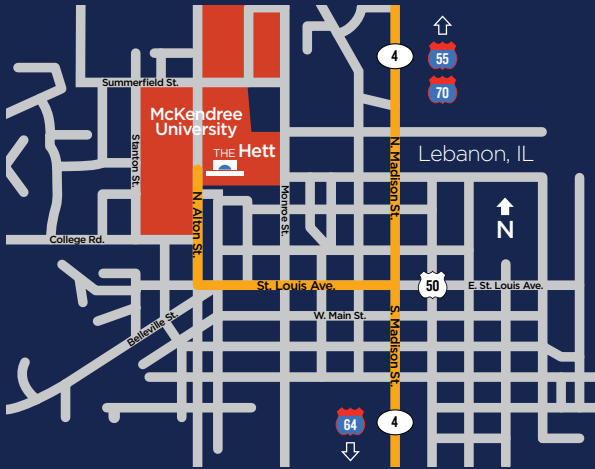 4
55
70
Summerfield St.
McKendree
University
THE Hett
Stanton St.
N. Madison St.
Lebanon, IL
Monroe St.
N. Alton St.
N
College Rd.
St. Louis Ave.
50
E. St. Louis Ave.
W. Main St.
Belleville St.
S. Madison St.
64
4